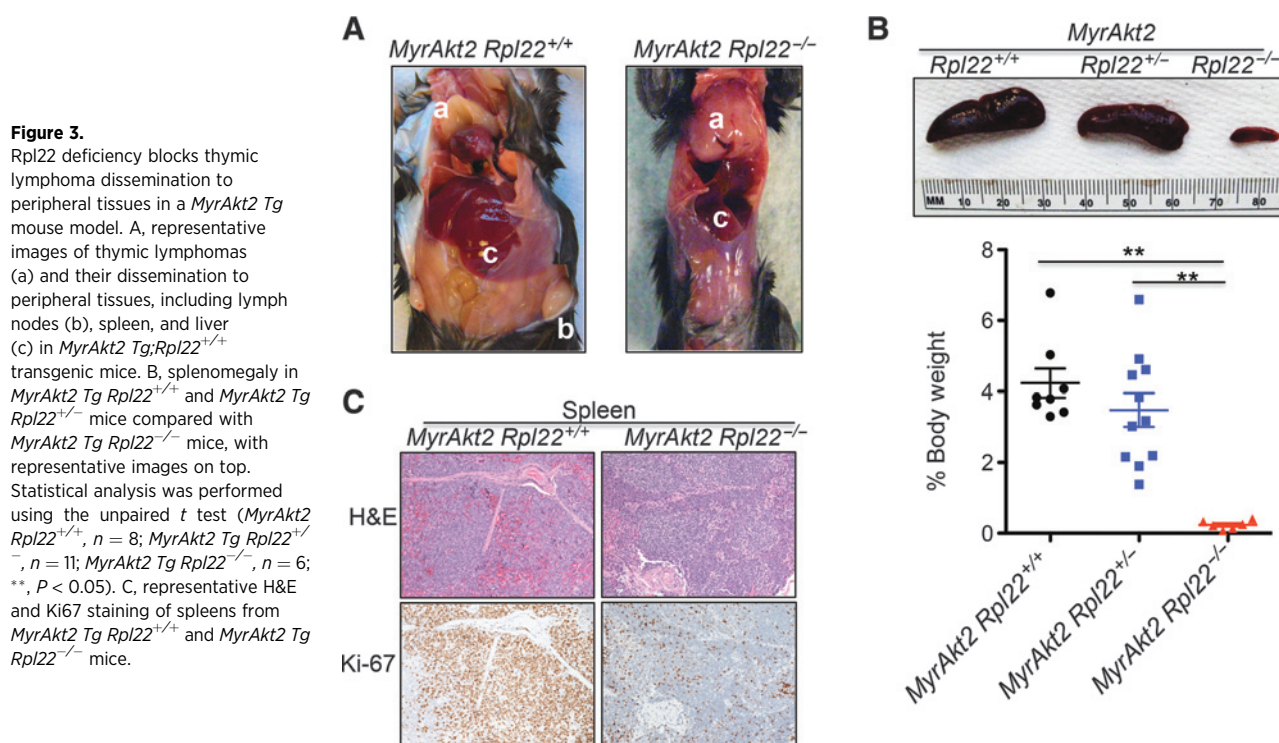 Figure 3.
Rpl22 deficiency blocks thymic
lymphoma dissemination to
peripheral tissues in a MyrAkt2 Tg
mouse model. A, representative
images of thymic lymphomas
(a) and their dissemination to
peripheral tissues, including lymph
nodes (b), spleen, and liver
(c) in MyrAkt2 Tg;Rpl22+/+
transgenic mice. B, splenomegaly in
MyrAkt2 Tg Rpl22+/+ and MyrAkt2 Tg
Rpl22+/− mice compared with
MyrAkt2 Tg Rpl22−/− mice, with
representative images on top.
Statistical analysis was performed
using the unpaired t test (MyrAkt2
Rpl22+/+, n = 8; MyrAkt2 Tg Rpl22+/
−, n = 11; MyrAkt2 Tg Rpl22−/−, n = 6;
**, P < 0.05). C, representative H&E
and Ki67 staining of spleens from
MyrAkt2 Tg Rpl22+/+ and MyrAkt2 Tg
Rpl22−/− mice.
A
MyrAkt2 Rpl22+/+ MyrAkt2 Rpl22−/−
a
c
b
a
c
B
MyrAkt2
Rpl22+/+ Rpl22+/− Rpl22−/−
MM 10 20 30 40 50 60 70 80
% Body weight
8
6
4
2
0
**
**
MyrAkt2 Rpl22+/+
MyrAkt2 Rpl22+/−
MyrAkt2 Rpl22−/−
C
Spleen
MyrAkt2 Rpl22+/+ MyrAkt2 Rpl22−/−
H&E
Ki-67